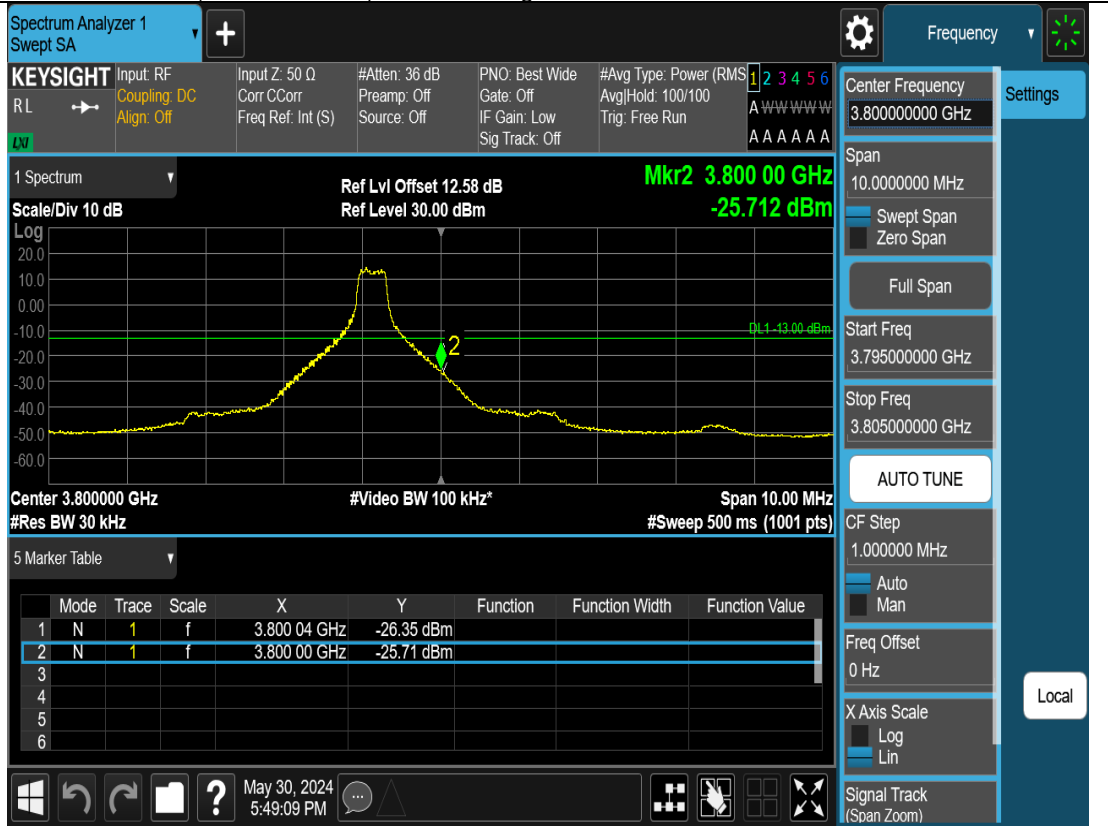 Spectrum Analyzer 1
Swept SA
Frequency
KEYSIGHT
R L
LXI
Input: RF
Coupling: DC
Align: Off
Input Z: 50 Ω
Corr CCorr
Freq Ref: Int (S)
#Atten: 36 dB
Preamp: Off
Source: Off
PNO: Best Wide
Gate: Off
IF Gain: Low
Sig Track: Off
#Avg Type: Power (RMS
Avg|Hold: 100/100
Trig: Free Run
1 2 3 4 5 6
A W W W W W
A A A A A A
Center Frequency
3.800000000 GHz
Settings
Span
10.0000000 MHz
Swept Span
Zero Span
Full Span
Start Freq
3.795000000 GHz
Stop Freq
3.805000000 GHz
AUTO TUNE
CF Step
1.000000 MHz
Auto
Man
Freq Offset
0 Hz
X Axis Scale
Log
Lin
Signal Track
(Span Zoom)
Local
1 Spectrum
Scale/Div 10 dB
Log
Ref Lvl Offset 12.58 dB
Ref Level 30.00 dBm
Mkr2 3.800 00 GHz
-25.712 dBm
20.0
10.0
0.00
-10.0
-20.0
-30.0
-40.0
-50.0
-60.0
DL1 -13.00 dBm
2
Center 3.800000 GHz
#Res BW 30 kHz
#Video BW 100 kHz*
Span 10.00 MHz
#Sweep 500 ms (1001 pts)
5 Marker Table
Mode Trace Scale X Y Function Function Width Function Value
1 N 1 f 3.800 04 GHz -26.35 dBm
2 N 1 f 3.800 00 GHz -25.71 dBm
3
4
5
6
?
May 30, 2024
5:49:09 PM